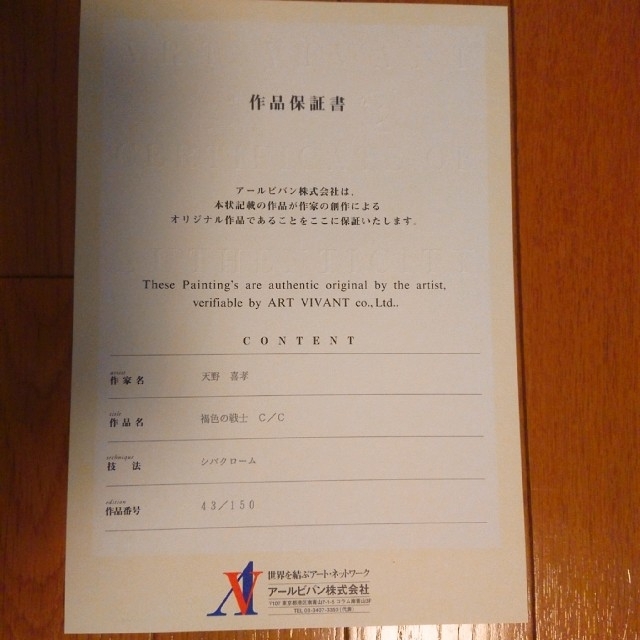 作品保証書
アールビバン株式会社は、
本状記載の作品が作家の創作による
オリジナル作品であることをここに保証いたします。
These Painting's are authentic original by the artist,
verifiable by ART VIVANT co.,Ltd..
CONTENT
artist
作家名 天野 喜孝
title
作品名 褐色の戦士 C/C
technique
技 法 シバクローム
edition
作品番号 43/150
世界を結ぶアート・ネットワーク
アールビバン株式会社